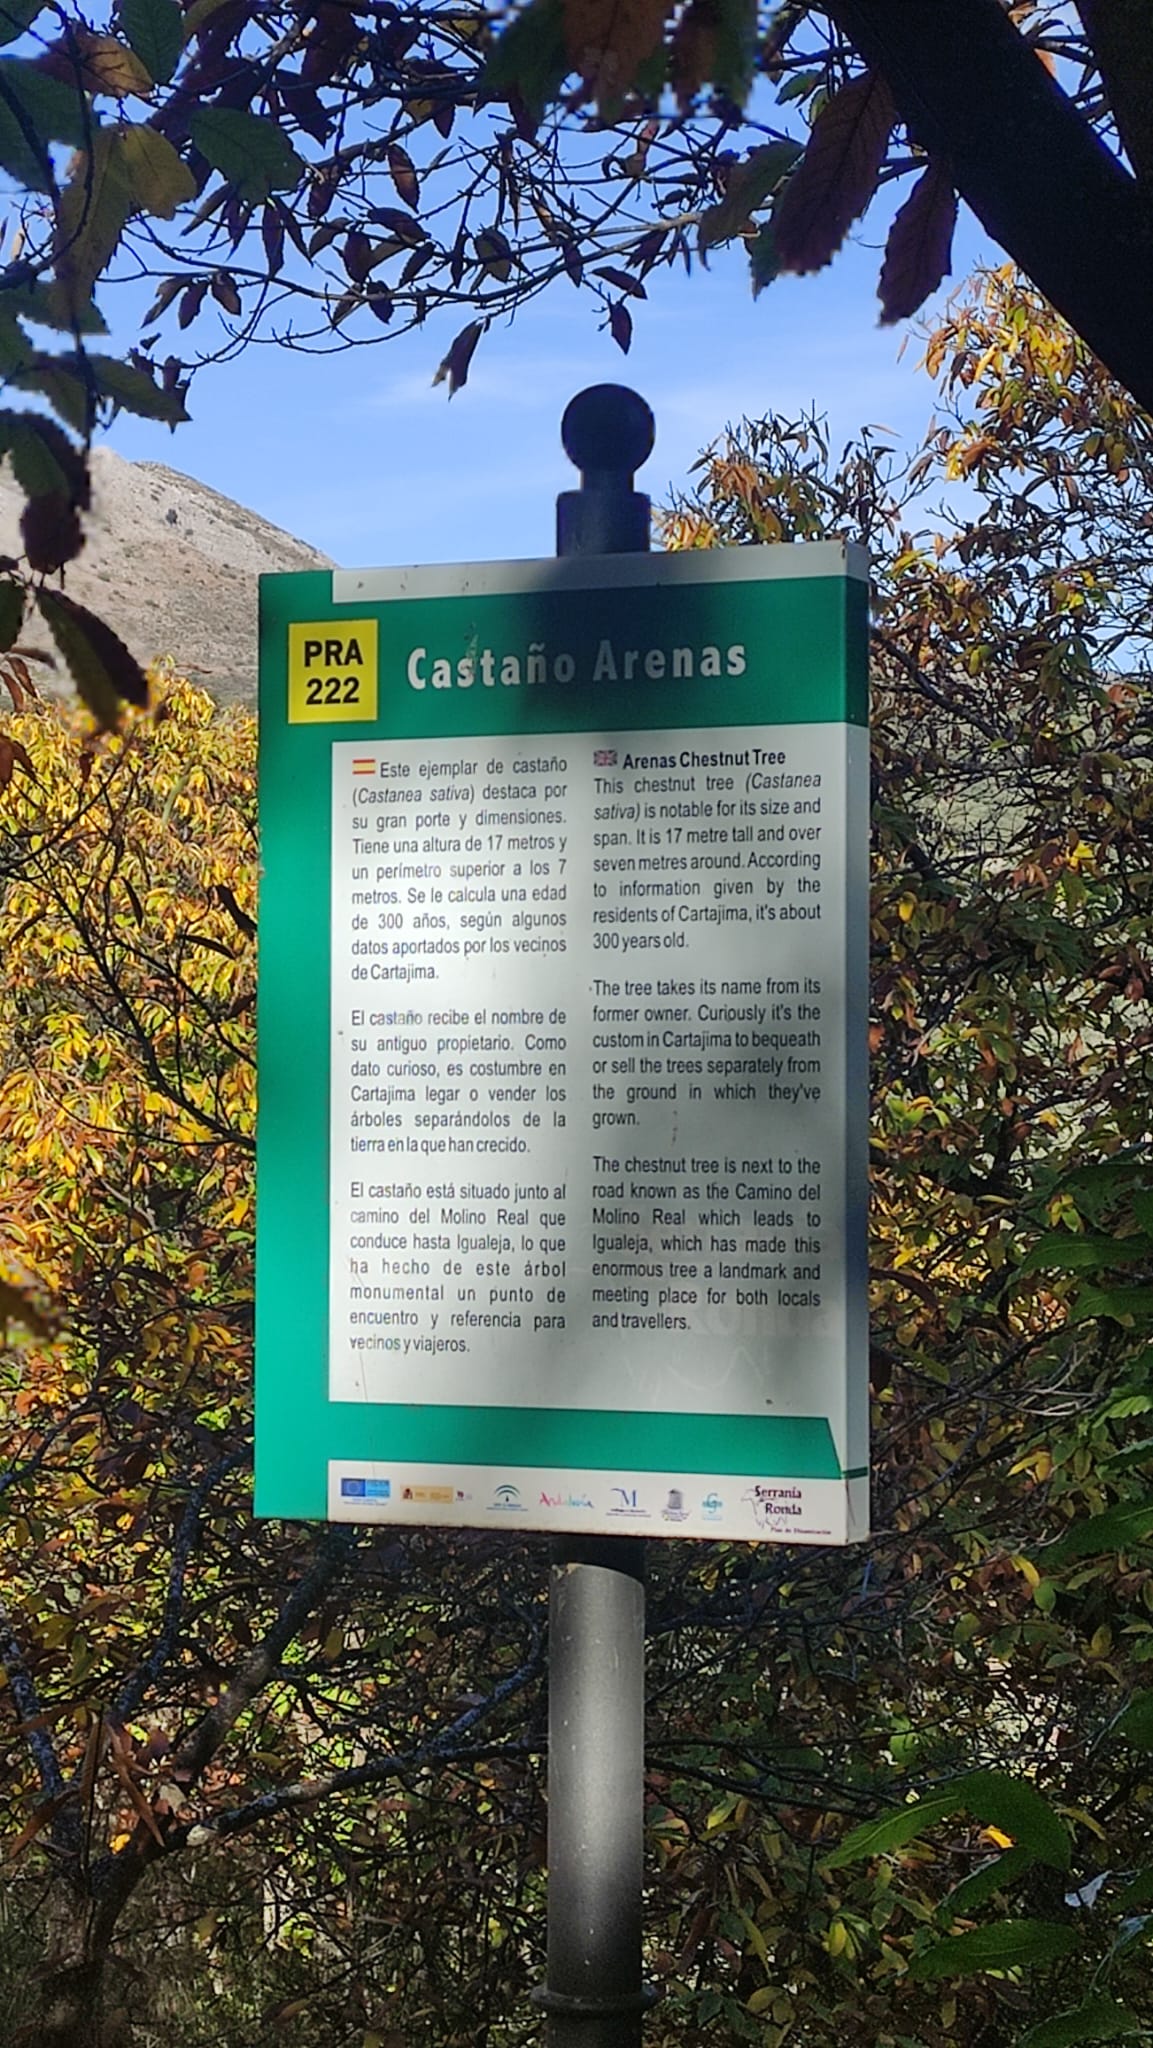 PRA
222
Castaño Arenas
Este ejemplar de castaño
(Castanea sativa) destaca por
su gran porte y dimensiones.
Tiene una altura de 17 metros y
un perímetro superior a los 7
metros. Se le calcula una edad
de 300 años, según algunos
datos aportados por los vecinos
de Cartajima.
El castaño recibe el nombre de
su antiguo propietario. Como
dato curioso, es costumbre en
Cartajima legar o vender los
árboles separándolos de la
tierra en la que han crecido.
El castaño está situado junto al
camino del Molino Real que
conduce hasta Igualeja, lo que
ha hecho de este árbol
monumental un punto de
encuentro y referencia para
vecinos y viajeros.
Arenas Chestnut Tree
This chestnut tree (Castanea
sativa) is notable for its size and
span. It is 17 metre tall and over
seven metres around. According
to information given by the
residents of Cartajima, it's about
300 years old.
The tree takes its name from its
former owner. Curiously it's the
custom in Cartajima to bequeath
or sell the trees separately from
the ground in which they've
grown.
The chestnut tree is next to the
road known as the Camino del
Molino Real which leads to
Igualeja, which has made this
enormous tree a landmark and
meeting place for both locals
and travellers.
Andalucía
Serranía
Ronda
Plan de Dinamización